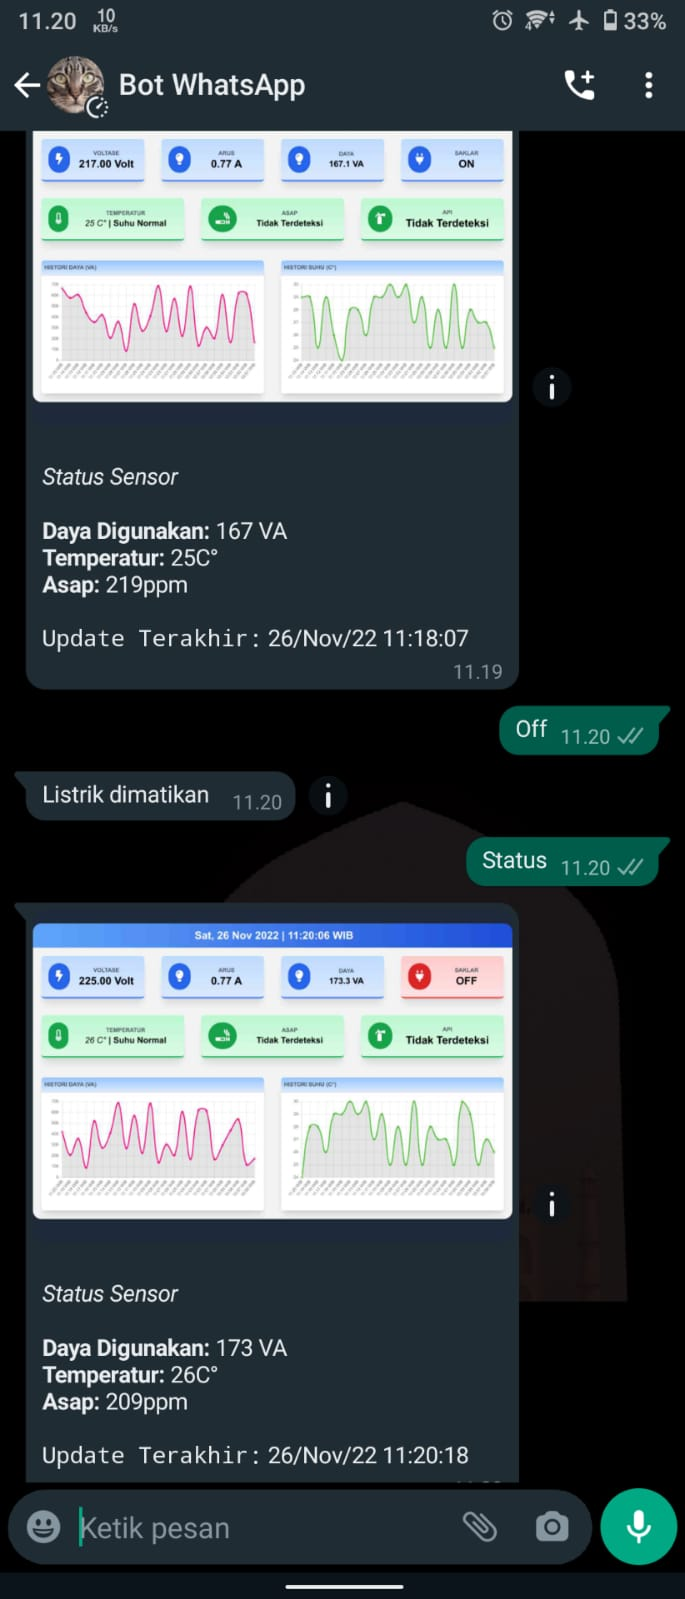 11.20 10 KB/s 33%
Bot WhatsApp
VOLTASE ARUS DAYA SAKLAR
217.00 Volt 0.77 A 167.1 VA ON
TEMPERATUR ASAP API
25 C° | Suhu Normal Tidak Terdeteksi Tidak Terdeteksi
HISTORI DAYA (VA) HISTORI SUHU (C°)
Status Sensor
Daya Digunakan: 167 VA
Temperatur: 25C°
Asap: 219ppm
Update Terakhir: 26/Nov/22 11:18:07
11.19
Off 11.20
Listrik dimatikan 11.20
Status 11.20
Sat, 26 Nov 2022 | 11:20:06 WIB
VOLTASE ARUS DAYA SAKLAR
225.00 Volt 0.77 A 173.3 VA OFF
TEMPERATUR ASAP API
26 C° | Suhu Normal Tidak Terdeteksi Tidak Terdeteksi
HISTORI DAYA (VA) HISTORI SUHU (C°)
Status Sensor
Daya Digunakan: 173 VA
Temperatur: 26C°
Asap: 209ppm
Update Terakhir: 26/Nov/22 11:20:18
Ketik pesan